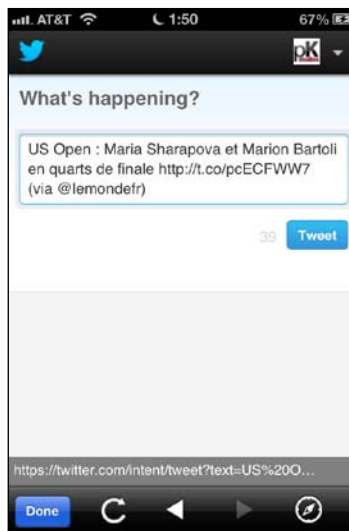 AT&T 1:50 67%
pK
What's happening?
US Open : Maria Sharapova et Marion Bartoli
en quarts de finale http://t.co/pcECFWW7
(via @lemondefr)
39 Tweet
https://twitter.com/intent/tweet?text=US%20O...
Done